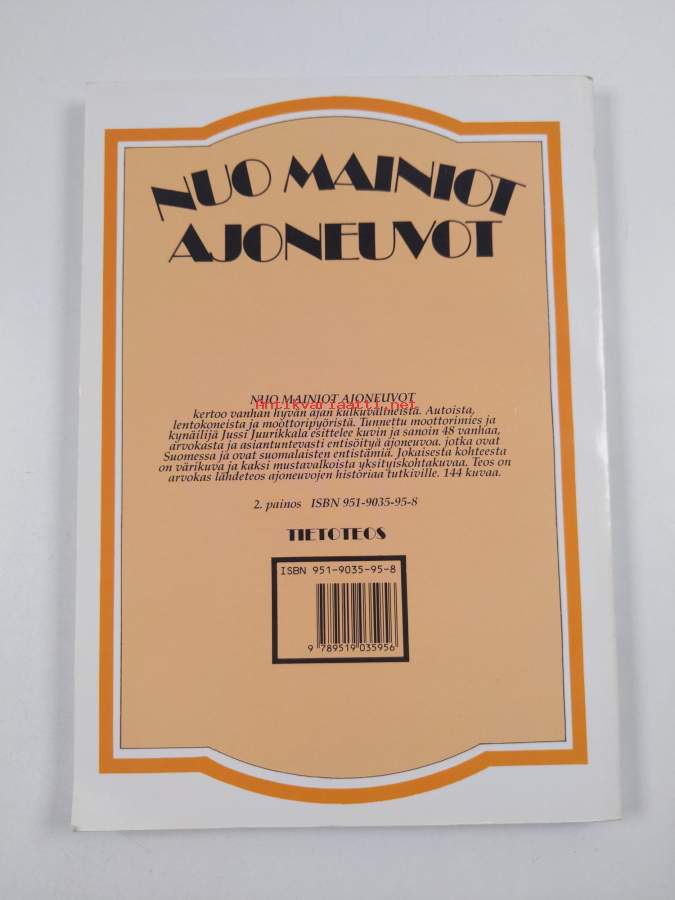 NUO MAINIOT
AJONEUVOT
NUO MAINIOT AJONEUVOT
Antikvariaatti.net
kertoo vanhan hyvän ajan kulkuvälineistä. Autoista,
lentokoneista ja moottoripyöristä. Tunnettu moottorimies ja
kynäilijä Jussi Juurikkala esittelee kuvin ja sanoin 48 vanhaa,
arvokasta ja asiantuntevasti entisöityä ajoneuvoa, jotka ovat
Suomessa ja ovat suomalaisten entistämiä. Jokaisesta kohteesta
on värikuva ja kaksi mustavalkoista yksityiskohtakuvaa. Teos on
arvokas lähdeteos ajoneuvojen historiaa tutkiville. 144 kuvaa.
2. painos ISBN 951-9035-95-8
TIETOTEOS
ISBN 951-9035-95-8
9 789519 035956